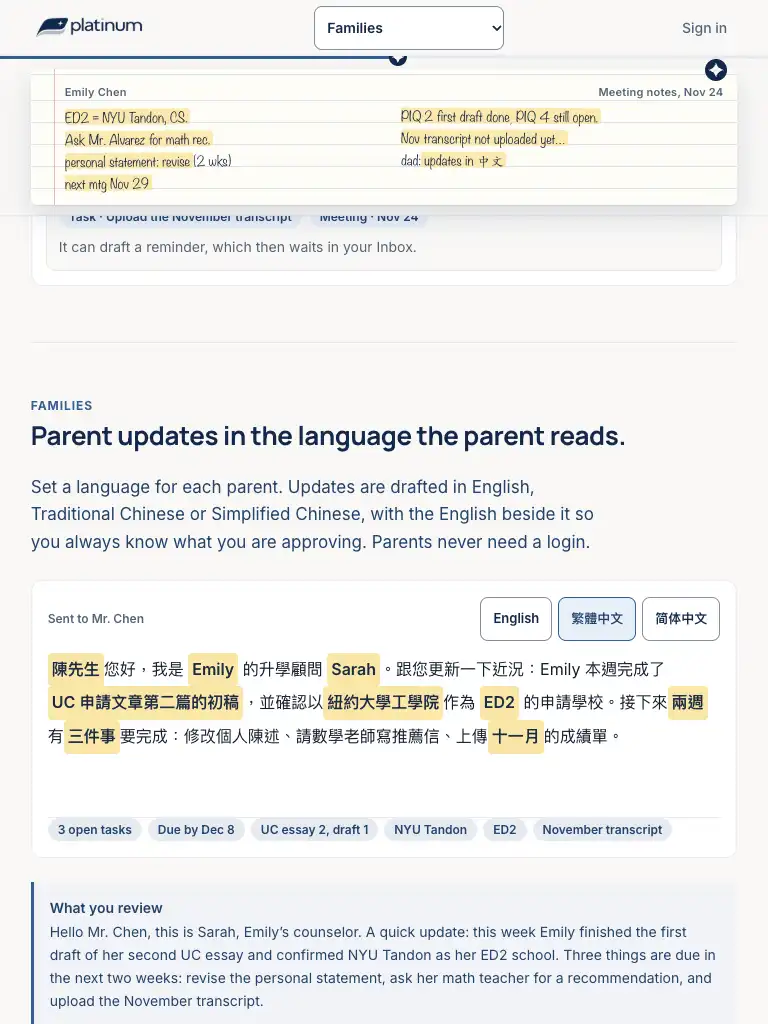 platinum
Families
Sign in
Emily Chen
Meeting notes, Nov 24
ED2 = NYU Tandon, CS.
Ask Mr. Alvarez for math rec.
personal statement: revise (2 wks)
next mtg Nov 29
PIQ 2 first draft done, PIQ 4 still open.
Nov transcript not uploaded yet...
dad: updates in 中文
Task · Upload the November transcript
Meeting · Nov 24
It can draft a reminder, which then waits in your Inbox.
FAMILIES
Parent updates in the language the parent reads.
Set a language for each parent. Updates are drafted in English,
Traditional Chinese or Simplified Chinese, with the English beside it so
you always know what you are approving. Parents never need a login.
Sent to Mr. Chen
English
繁體中文
简体中文
陳先生您好，我是 Emily 的升學顧問 Sarah。跟您更新一下近況：Emily 本週完成了
UC 申請文章第二篇的初稿，並確認以紐約大學工學院作為 ED2 的申請學校。接下來兩週
有三件事要完成：修改個人陳述、請數學老師寫推薦信、上傳十一月的成績單。
3 open tasks
Due by Dec 8
UC essay 2, draft 1
NYU Tandon
ED2
November transcript
What you review
Hello Mr. Chen, this is Sarah, Emily’s counselor. A quick update: this week Emily finished the first
draft of her second UC essay and confirmed NYU Tandon as her ED2 school. Three things are due in
the next two weeks: revise the personal statement, ask her math teacher for a recommendation, and
upload the November transcript.